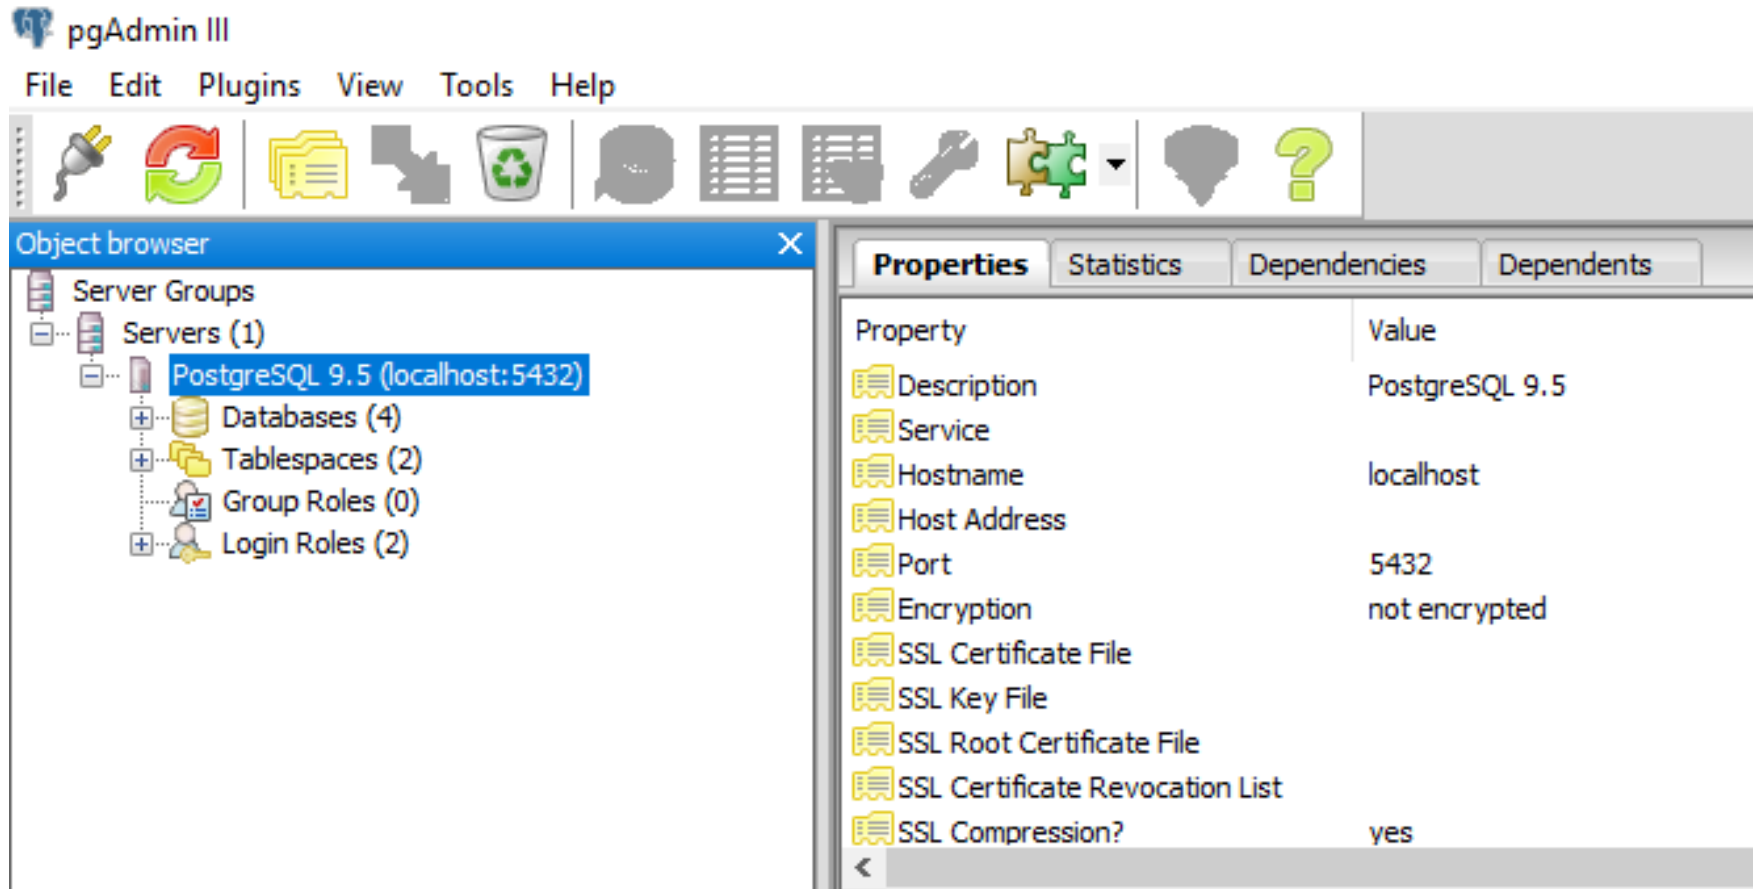 pgAdmin III
File Edit Plugins View Tools Help
Object browser
Server Groups
Servers (1)
PostgreSQL 9.5 (localhost:5432)
Databases (4)
Tablespaces (2)
Group Roles (0)
Login Roles (2)
Properties Statistics Dependencies Dependents
Property Value
Description PostgreSQL 9.5
Service
Hostname localhost
Host Address
Port 5432
Encryption not encrypted
SSL Certificate File
SSL Key File
SSL Root Certificate File
SSL Certificate Revocation List
SSL Compression? yes